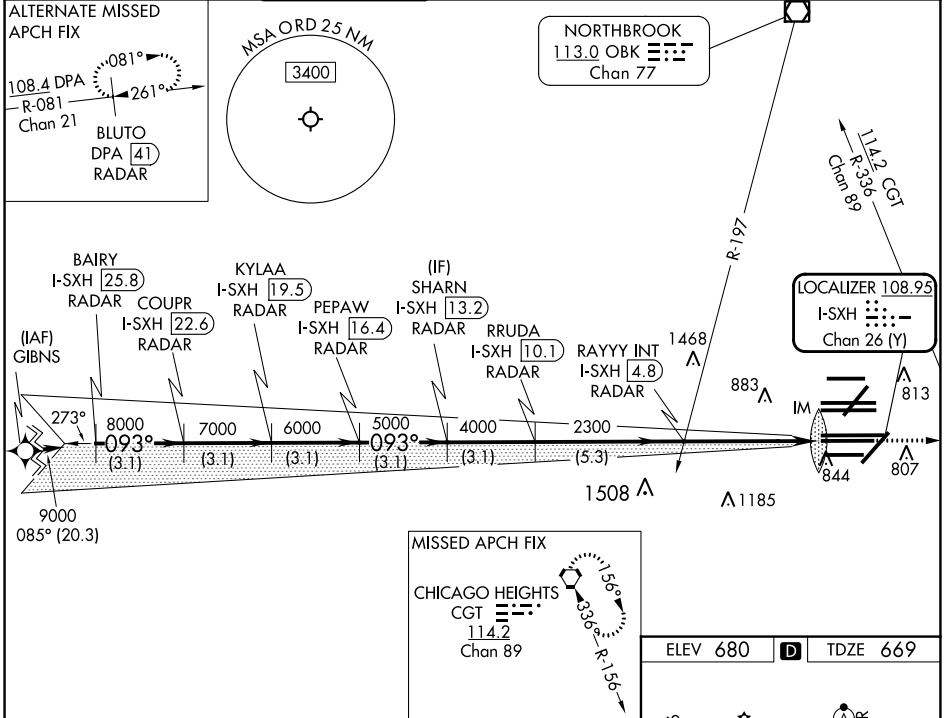 ALTERNATE MISSED
APCH FIX
081°
261°
108.4 DPA
R-081
Chan 21
BLUTO
DPA 41
RADAR
MSA ORD 25 NM
3400
NORTHBROOK
113.0 OBK
Chan 77
R-197
114.2 CGT
R-336
Chan 89
LOCALIZER 108.95
I-SXH
Chan 26 (Y)
(IAF)
GIBNS
BAIRY
I-SXH 25.8
RADAR
COUPR
I-SXH 22.6
RADAR
KYLAA
I-SXH 19.5
RADAR
PEPAW
I-SXH 16.4
RADAR
(IF)
SHARN
I-SXH 13.2
RADAR
RRUDA
I-SXH 10.1
RADAR
RAYYY INT
I-SXH 4.8
RADAR
1468
883
IM
813
273°
8000
093°
(3.1)
7000
(3.1)
6000
(3.1)
5000
093°
(3.1)
4000
(3.1)
2300
(5.3)
844
807
1508
1185
9000
085° (20.3)
MISSED APCH FIX
CHICAGO HEIGHTS
CGT
114.2
Chan 89
156°
336°
R-156
ELEV 680
D
TDZE 669
A